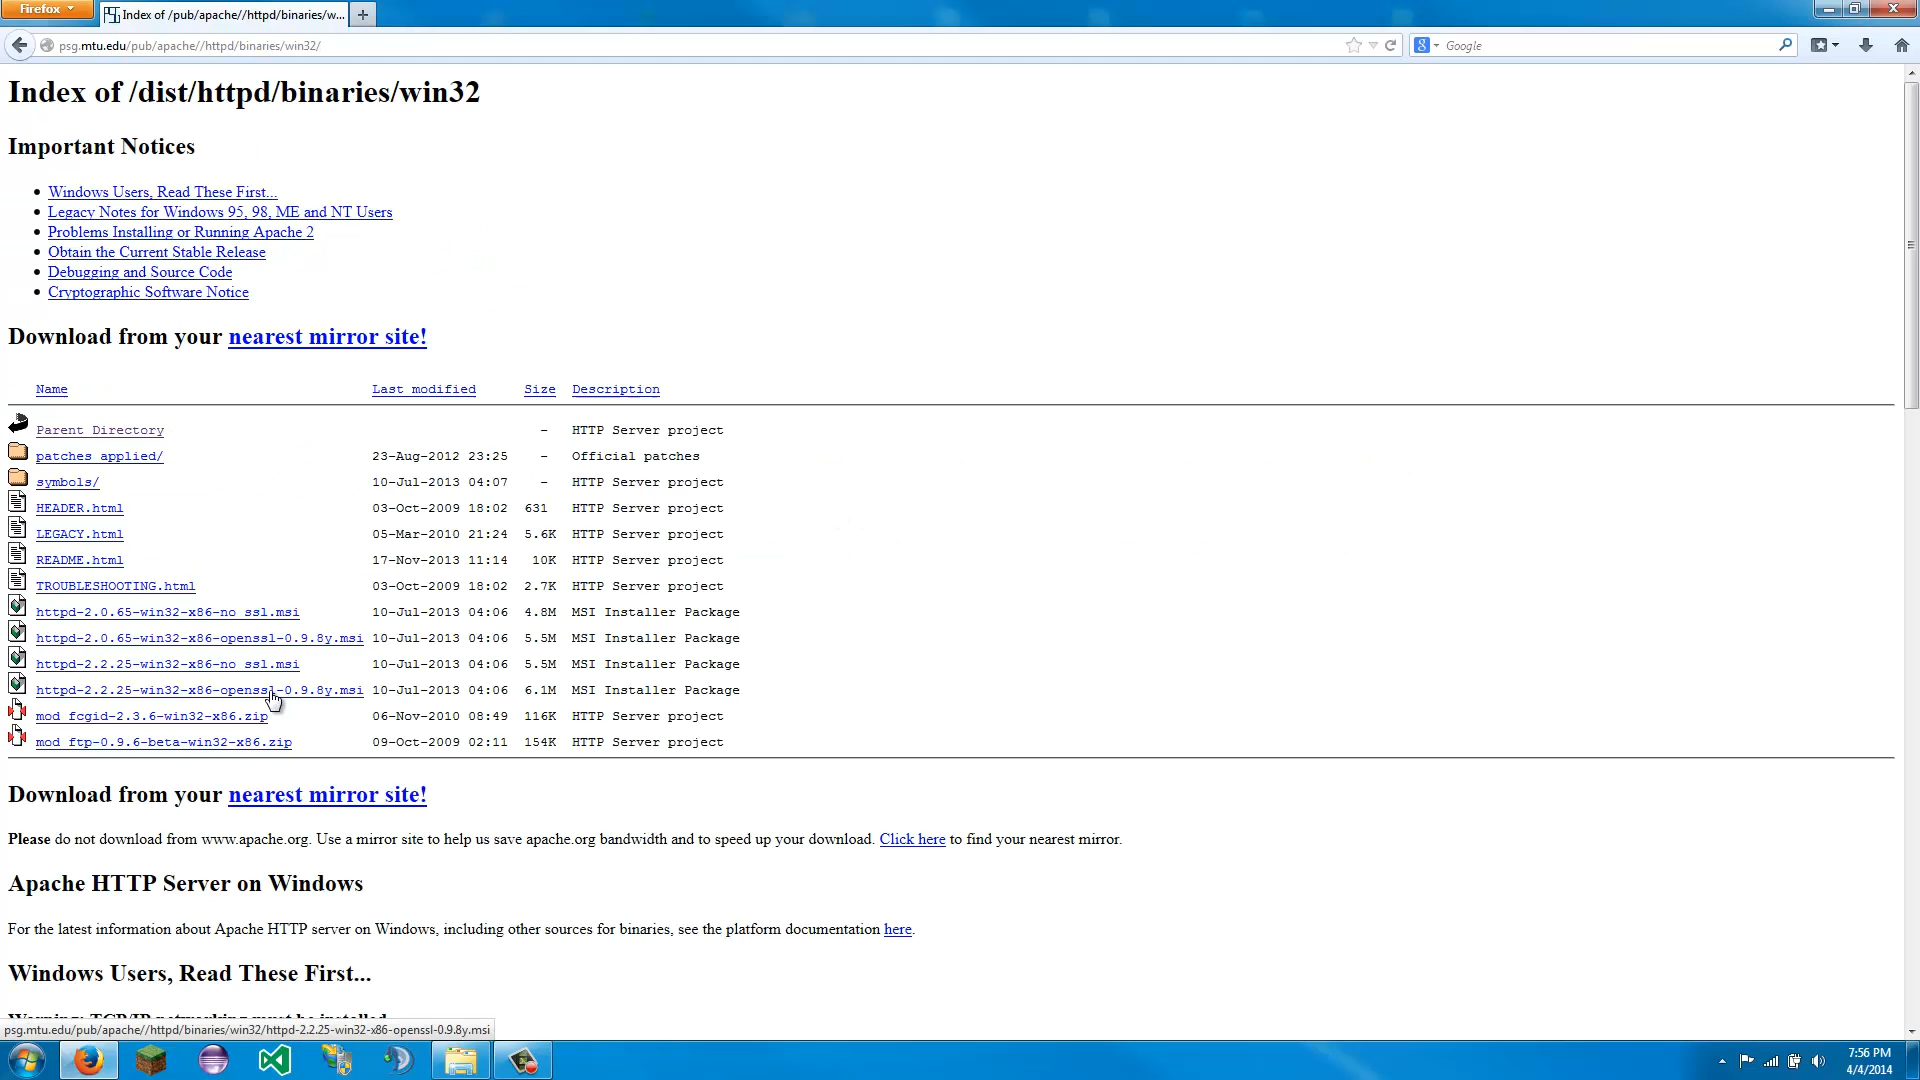 Firefox
Index of /pub/apache//httpd/binaries/w...
psg.mtu.edu/pub/apache//httpd/binaries/win32/
Google
Index of /dist/httpd/binaries/win32
Important Notices
Windows Users, Read These First...
Legacy Notes for Windows 95, 98, ME and NT Users
Problems Installing or Running Apache 2
Obtain the Current Stable Release
Debugging and Source Code
Cryptographic Software Notice
Download from your nearest mirror site!
Name Last modified Size Description
Parent Directory - HTTP Server project
patches_applied/ 23-Aug-2012 23:25 - Official patches
symbols/ 10-Jul-2013 04:07 - HTTP Server project
HEADER.html 03-Oct-2009 18:02 631 HTTP Server project
LEGACY.html 05-Mar-2010 21:24 5.6K HTTP Server project
README.html 17-Nov-2013 11:14 10K HTTP Server project
TROUBLESHOOTING.html 03-Oct-2009 18:02 2.7K HTTP Server project
httpd-2.0.65-win32-x86-no_ssl.msi 10-Jul-2013 04:06 4.8M MSI Installer Package
httpd-2.0.65-win32-x86-openssl-0.9.8y.msi 10-Jul-2013 04:06 5.5M MSI Installer Package
httpd-2.2.25-win32-x86-no_ssl.msi 10-Jul-2013 04:06 5.5M MSI Installer Package
httpd-2.2.25-win32-x86-openssl-0.9.8y.msi 10-Jul-2013 04:06 6.1M MSI Installer Package
mod_fcgid-2.3.6-win32-x86.zip 06-Nov-2010 08:49 116K HTTP Server project
mod_ftp-0.9.6-beta-win32-x86.zip 09-Oct-2009 02:11 154K HTTP Server project
Download from your nearest mirror site!
Please do not download from www.apache.org. Use a mirror site to help us save apache.org bandwidth and to speed up your download. Click here to find your nearest mirror.
Apache HTTP Server on Windows
For the latest information about Apache HTTP server on Windows, including other sources for binaries, see the platform documentation here.
Windows Users, Read These First...
Warning: TCP/IP networking must be installed
psg.mtu.edu/pub/apache//httpd/binaries/win32/httpd-2.2.25-win32-x86-openssl-0.9.8y.msi
7:56 PM
4/4/2014